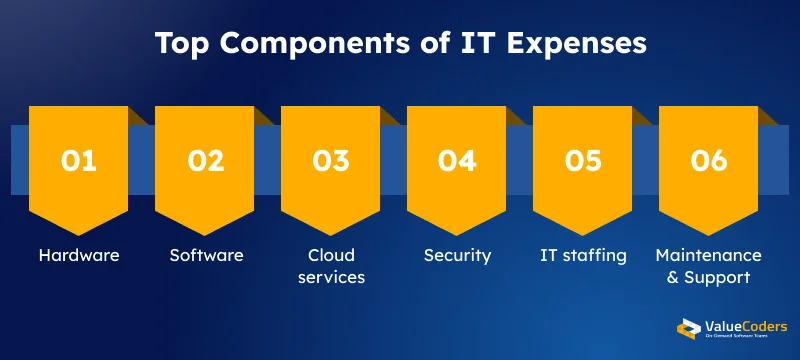 Top Components of IT Expenses
01
02
03
04
05
06
Hardware
Software
Cloud
services
Security
IT staffing
Maintenance
& Support
ValueCoders
On-Demand Software Teams